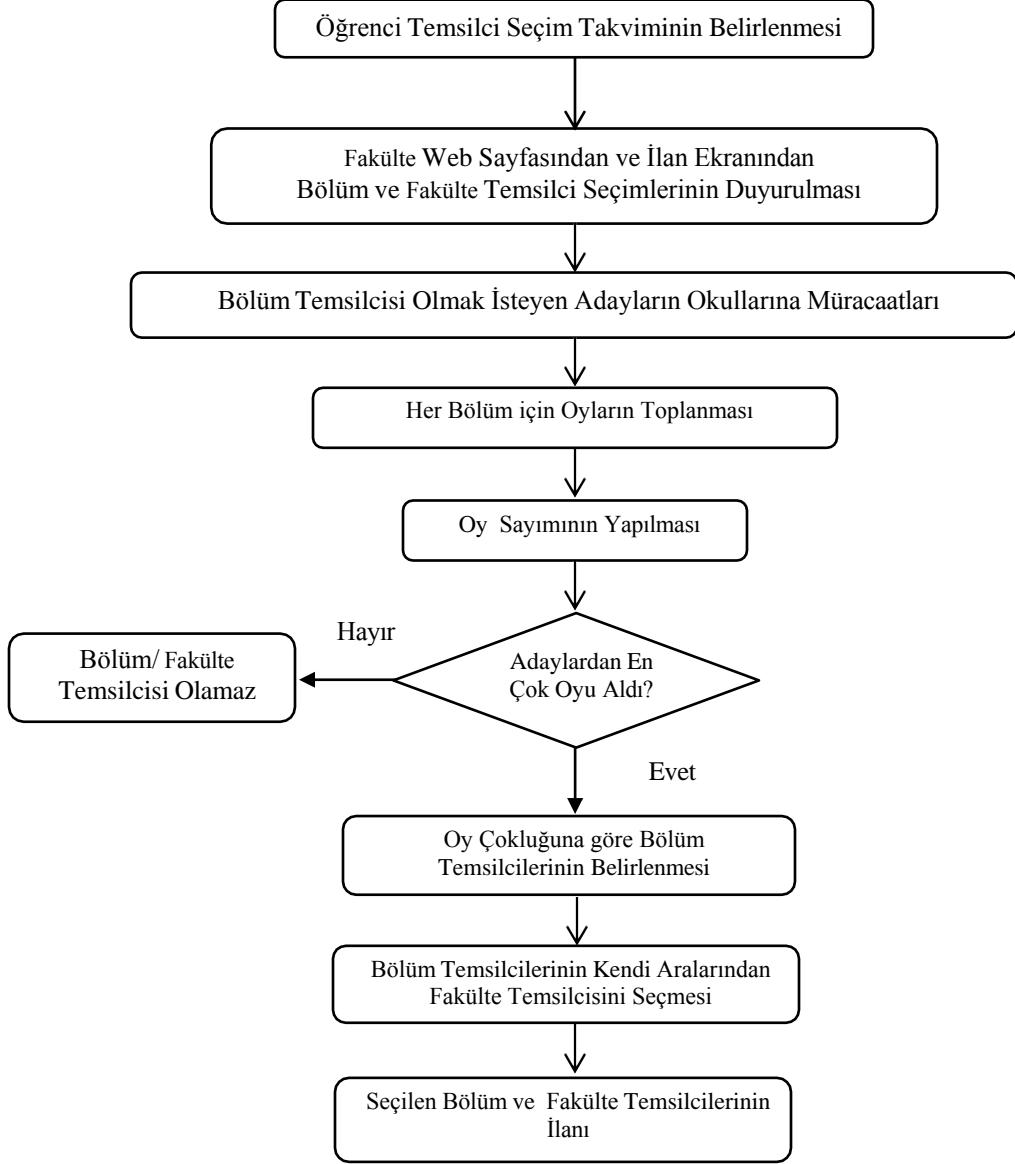 Öğrenci Temsilci Seçim Takviminin Belirlenmesi
Fakülte Web Sayfasından ve İlan Ekranından
Bölüm ve Fakülte Temsilci Seçimlerinin Duyurulması
Bölüm Temsilcisi Olmak İsteyen Adayların Okullarına Müracaatları
Her Bölüm için Oyların Toplanması
Oy Sayımının Yapılması
Hayır
Bölüm/ Fakülte
Temsilcisi Olamaz
Adaylardan En
Çok Oyu Aldı?
Evet
Oy Çokluğuna göre Bölüm
Temsilcilerinin Belirlenmesi
Bölüm Temsilcilerinin Kendi Aralarından
Fakülte Temsilcisini Seçmesi
Seçilen Bölüm ve Fakülte Temsilcilerinin
İlanı